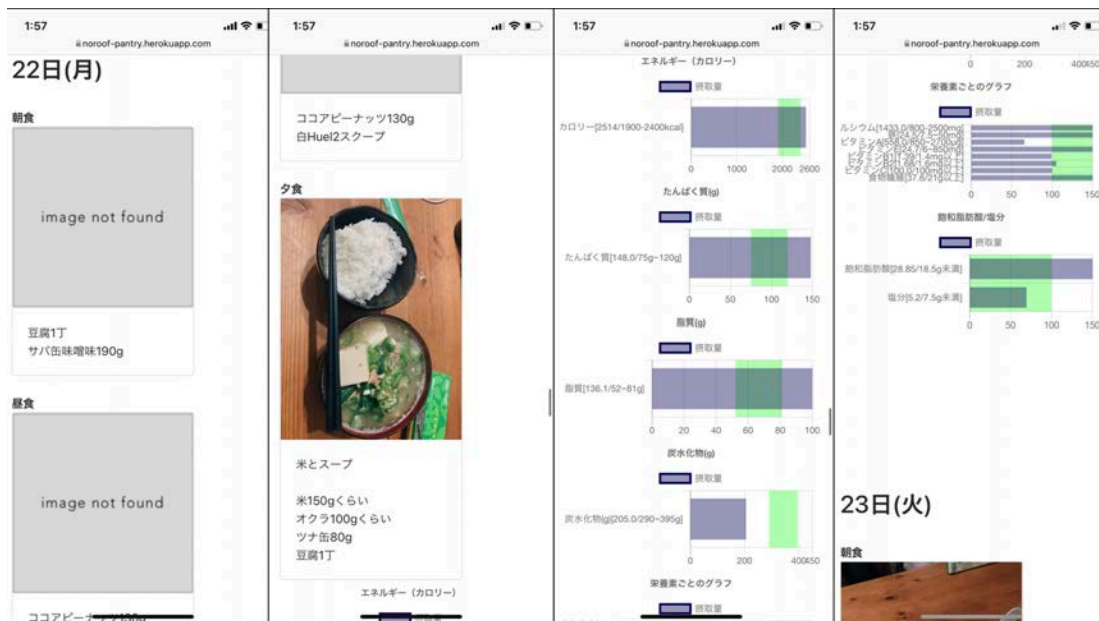 1:57
noroof-pantry.herokuapp.com
22日(月)
朝食
image not found
豆腐1丁
サバ缶味噌味190g
昼食
image not found
1:57
noroof-pantry.herokuapp.com
ココアピーナッツ130g
白Huel2スクープ
夕食
米とスープ
米150gくらい
オクラ100gくらい
ツナ缶80g
豆腐1丁
エネルギー（カロリー）
1:57
noroof-pantry.herokuapp.com
エネルギー（カロリー）
摂取量
カロリー[2514/1900-2400kcal]
0 1000 2000 2600
たんぱく質(g)
摂取量
たんぱく質[148.0/75g~120g]
0 50 100 150
脂質(g)
摂取量
脂質[136.1/52~81g]
0 20 40 60 80 100
炭水化物(g)
摂取量
炭水化物(g)[205.0/290~395g]
0 200 400450
栄養素ごとのグラフ
摂取量
1:57
noroof-pantry.herokuapp.com
0 200 400450
栄養素ごとのグラフ
摂取量
食物繊維[37.6/21g以上]
0 50 100 150
飽和脂肪酸/塩分
摂取量
飽和脂肪酸[28.85/18.5g未満]
塩分[5.2/7.5g未満]
0 50 100 150
23日(火)
朝食